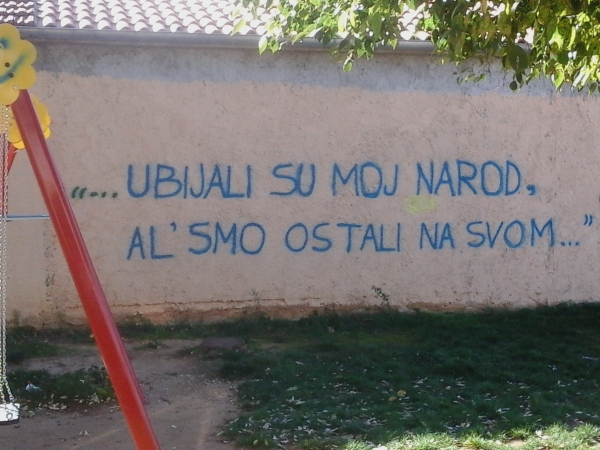 "...UBIJALI SU MOJ NAROD,
AL' SMO OSTALI NA SVOM..."